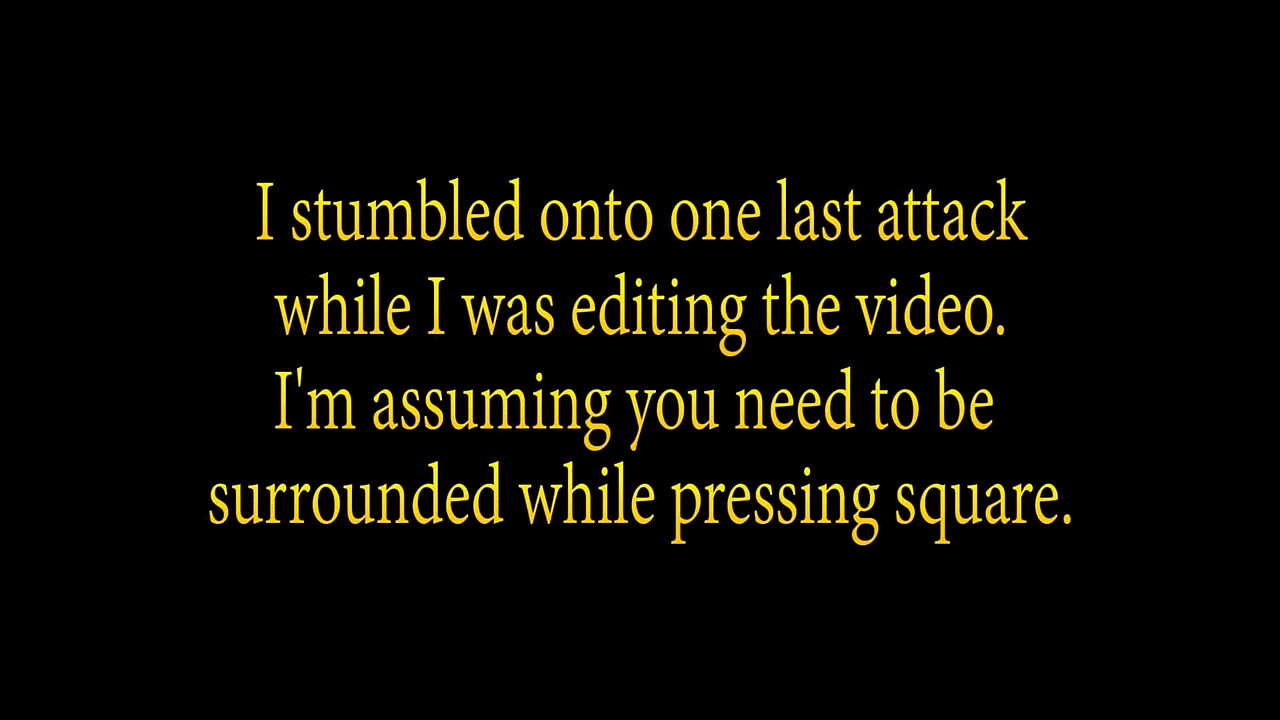 I stumbled onto one last attack
while I was editing the video.
I'm assuming you need to be
surrounded while pressing square.